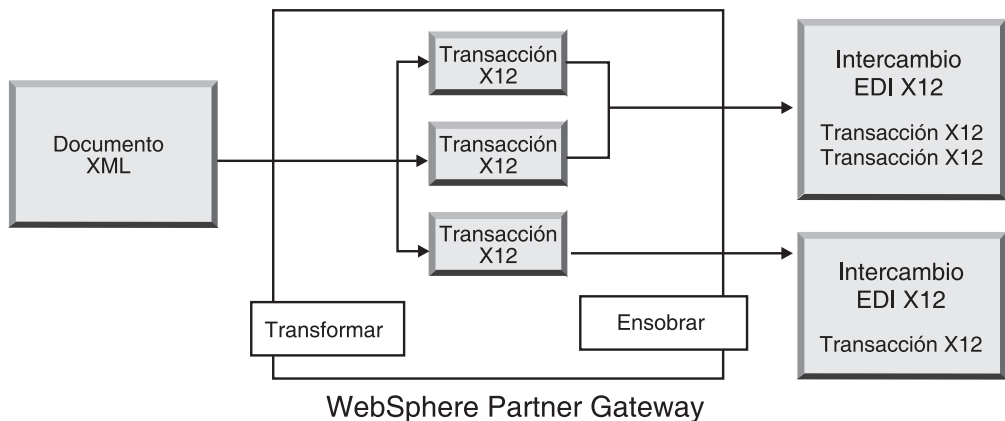 Documento
XML
Transacción
X12
Transacción
X12
Transacción
X12
Transformar
Ensobrar
Intercambio
EDI X12
Transacción X12
Transacción X12
Intercambio
EDI X12
Transacción X12
WebSphere Partner Gateway